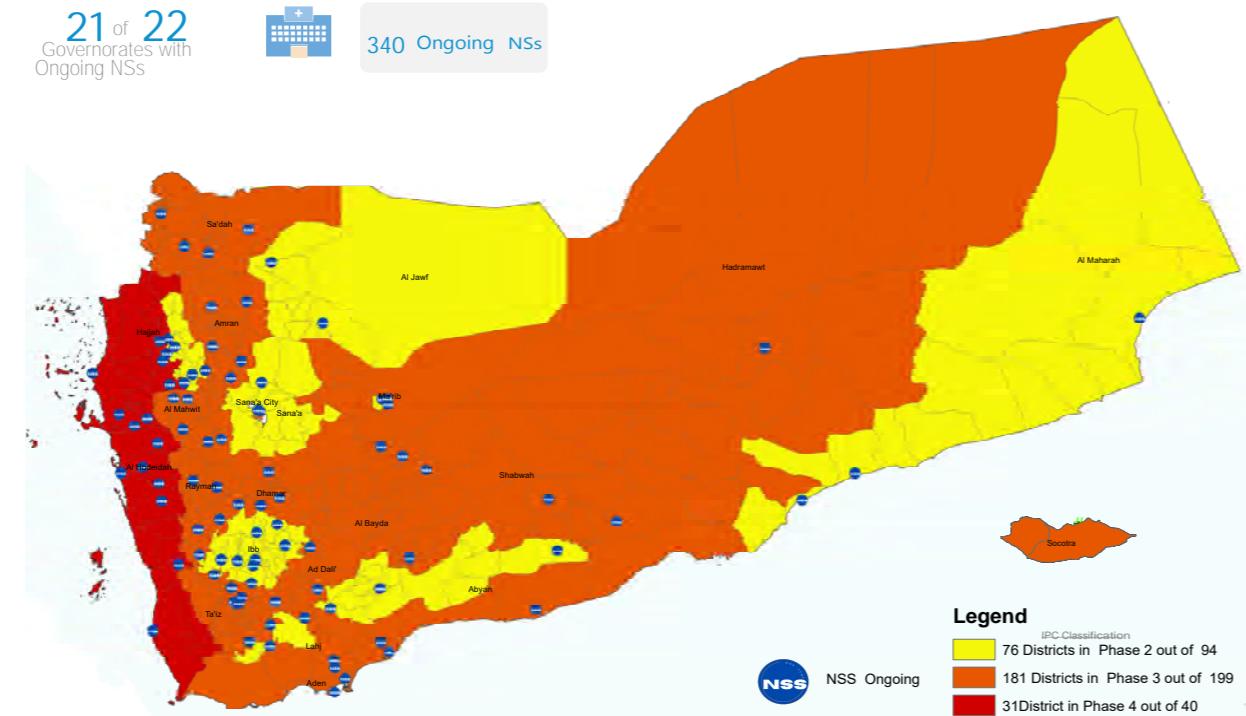 21 of 22
Governorates with
Ongoing NSs
340 Ongoing NSs
Sa'dah
Al Jawf
Hadramawt
Al Maharah
Hajjah
Amran
Ma'rib
Sana'a City
Sana'a
Al Mahwit
Al Hodeidah
Raymah
Dhamar
Shabwah
Al Bayda
Ibb
Ad Dali'
Socotra
Abyan
Ta'iz
Lahj
Aden
Legend
IPC Classification
76 Districts in Phase 2 out of 94
NSS
NSS Ongoing
181 Districts in Phase 3 out of 199
31District in Phase 4 out of 40